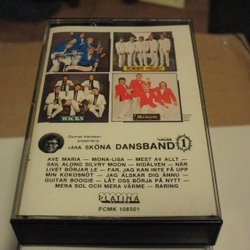 WICKS
Gunnar Karlsson
presenterar
-ÅRA SKÖNA DANSBAND 1
AVE MARIA - MONA-LISA - MEST AV ALLT -
SAIL ALONG SILVRY MOON - NIDÄLVEN - NÄR
LIVET BÖRJAR LE - FAR, JAG KAN INTE FÅ UPP
MIN KOKOSNÖT - JAG ÄLSKAR DIG ÄNNU -
GUITAR BOOGIE - LÅT OSS BÖRJA PÅ NYTT -
MERA SOL OCH MERA VÄRME - RARING
PLATINA
PCMK 108501